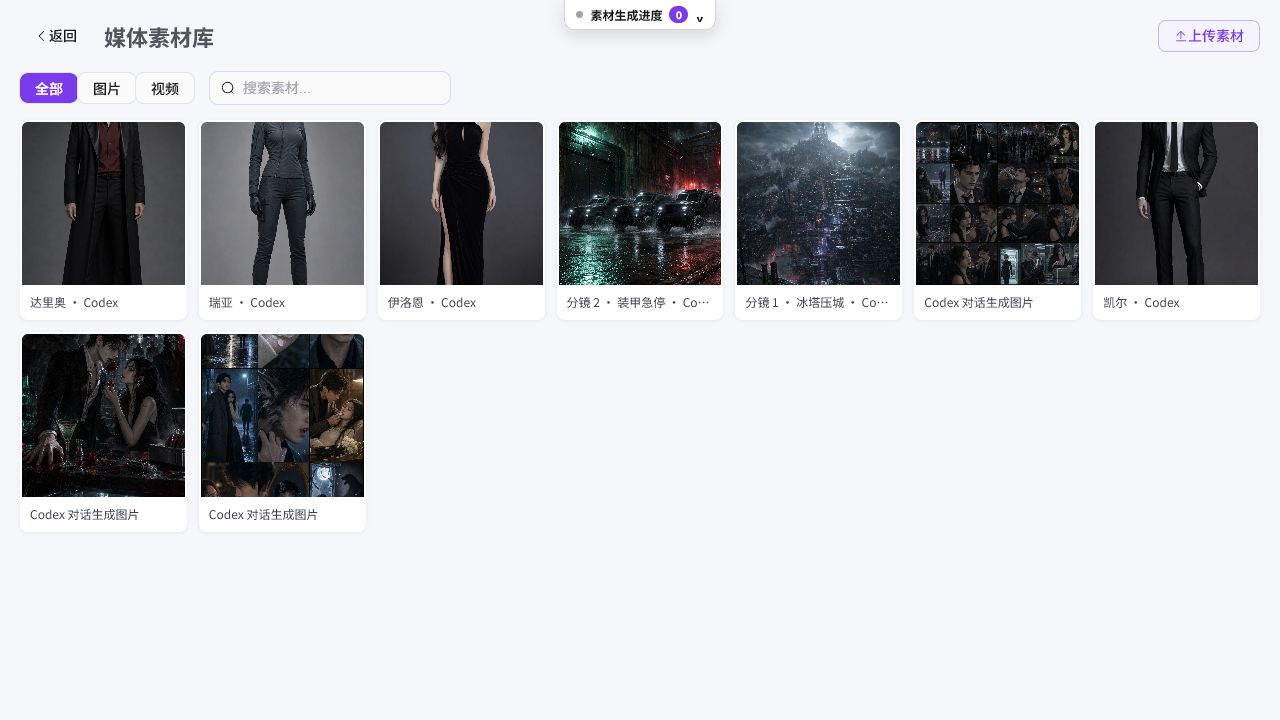 素材生成进度 0 v
返回
媒体素材库
上传素材
全部 图片 视频 搜索素材...
达里奥 • Codex
瑞亚 • Codex
伊洛恩 • Codex
分镜 2 • 装甲急停 • Co…
分镜 1 • 冰塔压城 • Co…
Codex 对话生成图片
凯尔 • Codex
Codex 对话生成图片
Codex 对话生成图片